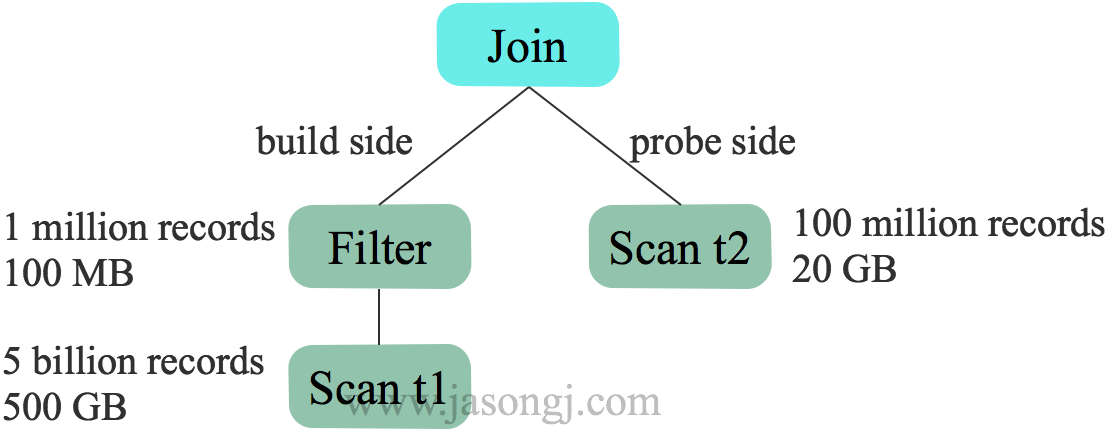 Join
build side
probe side
1 million records
100 MB
Filter
Scan t2
100 million records
20 GB
5 billion records
500 GB
Scan t1
www.jasongj.com